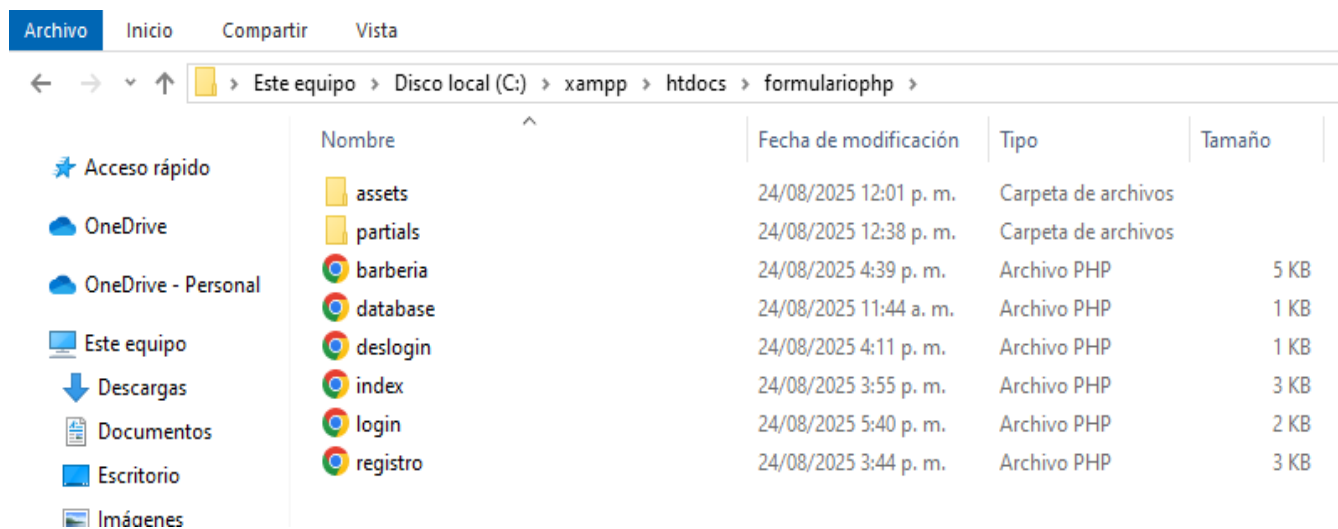 Archivo Inicio Compartir Vista
Este equipo > Disco local (C:) > xampp > htdocs > formulariophp >
Nombre Fecha de modificación Tipo Tamaño
Acceso rápido
OneDrive
OneDrive - Personal
Este equipo
Descargas
Documentos
Escritorio
Imágenes
assets 24/08/2025 12:01 p. m. Carpeta de archivos
partials 24/08/2025 12:38 p. m. Carpeta de archivos
barberia 24/08/2025 4:39 p. m. Archivo PHP 5 KB
database 24/08/2025 11:44 a. m. Archivo PHP 1 KB
deslogin 24/08/2025 4:11 p. m. Archivo PHP 1 KB
index 24/08/2025 3:55 p. m. Archivo PHP 3 KB
login 24/08/2025 5:40 p. m. Archivo PHP 2 KB
registro 24/08/2025 3:44 p. m. Archivo PHP 3 KB